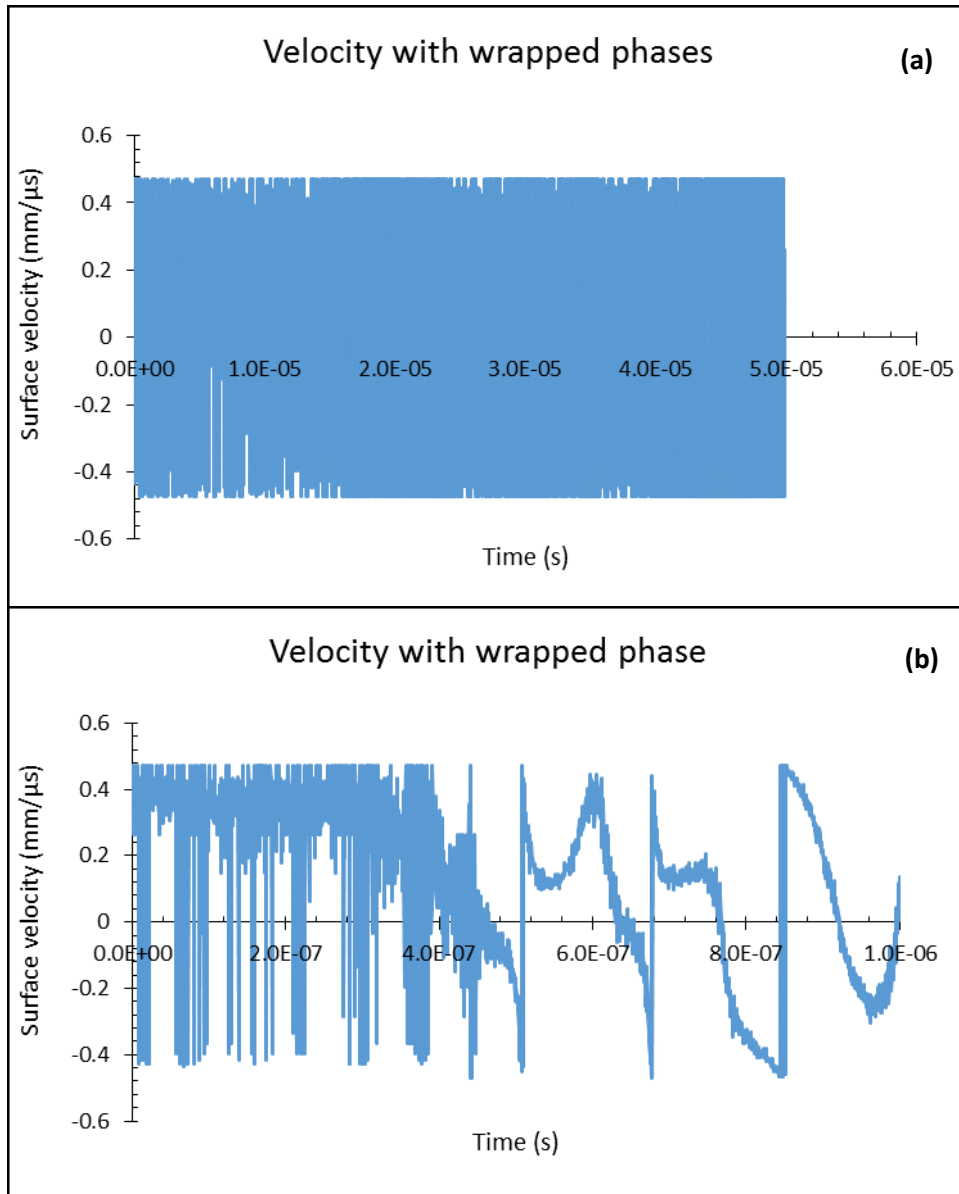 Velocity with wrapped phases
(a)
Surface velocity (mm/µs)
0.6
0.4
0.2
0
-0.2
-0.4
-0.6
0.0E+00 1.0E-05 2.0E-05 3.0E-05 4.0E-05 5.0E-05 6.0E-05
Time (s)
Velocity with wrapped phase
(b)
Surface velocity (mm/µs)
0.6
0.4
0.2
0
-0.2
-0.4
-0.6
0.0E+00 2.0E-07 4.0E-07 6.0E-07 8.0E-07 1.0E-06
Time (s)